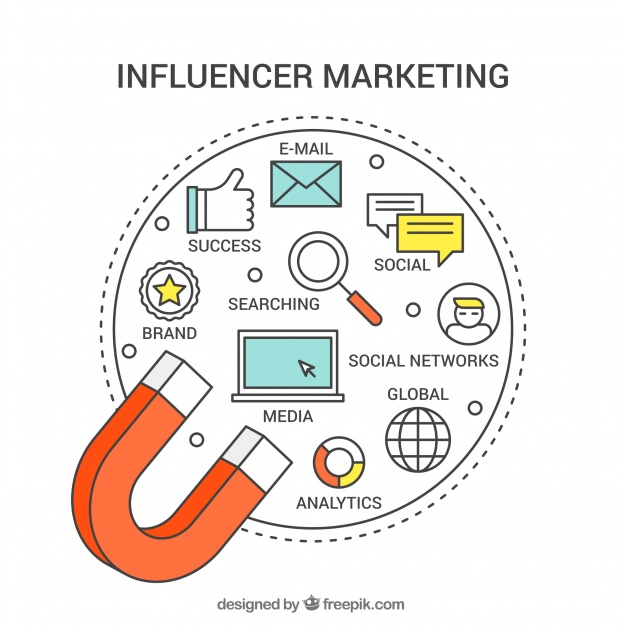 INFLUENCER MARKETING
E-MAIL
SUCCESS
SOCIAL
SEARCHING
BRAND
SOCIAL NETWORKS
MEDIA
GLOBAL
ANALYTICS
designed by freepik.com